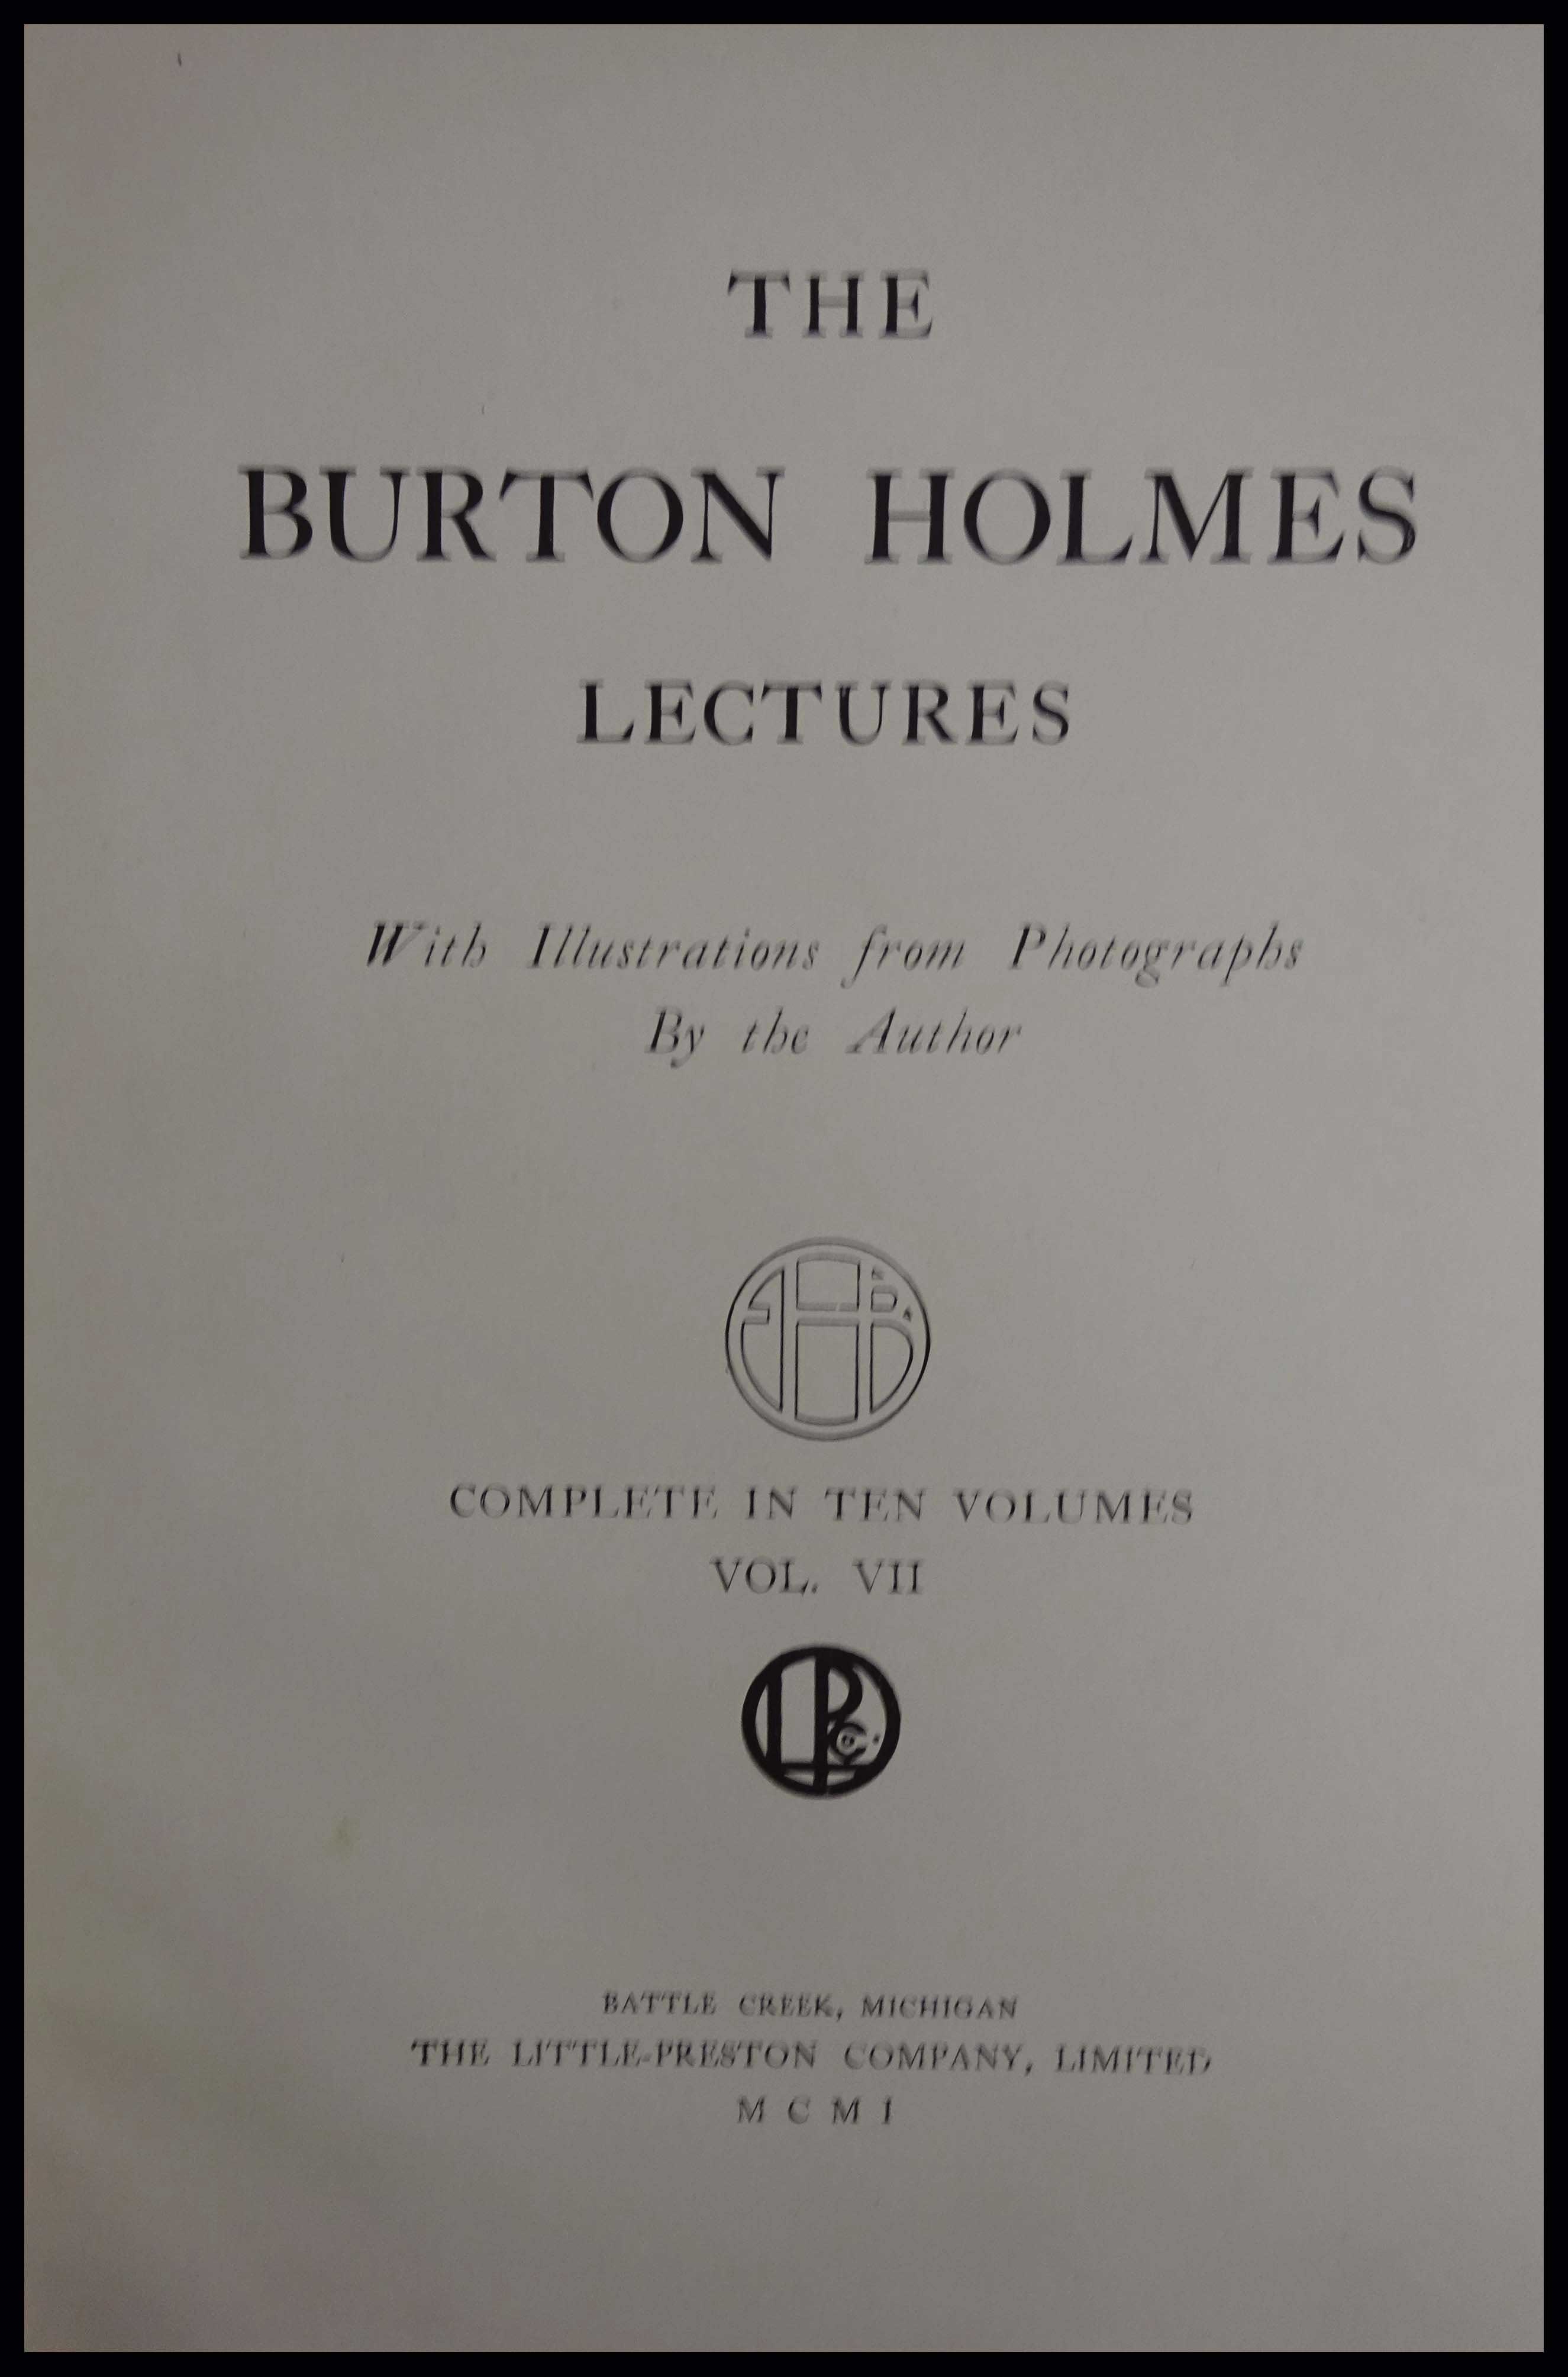 THE
BURTON HOLMES
LECTURES
With Illustrations from Photographs
By the Author
COMPLETE IN TEN VOLUMES
VOL. VII
BATTLE CREEK, MICHIGAN
THE LITTLE-PRESTON COMPANY, LIMITED
M C M I